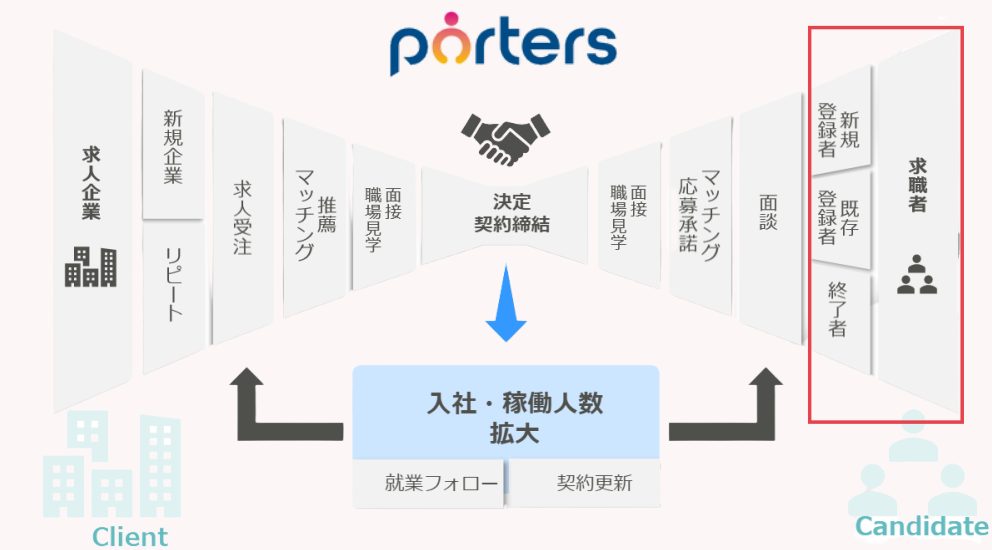 porters
求人企業
新規企業
リピート
求人受注
推薦
マッチング
面接
職場見学
決定
契約締結
面接
職場見学
マッチング
応募承諾
面談
新規
登録者
既存
登録者
終了者
求職者
入社・稼働人数
拡大
就業フォロー
契約更新
Client
Candidate